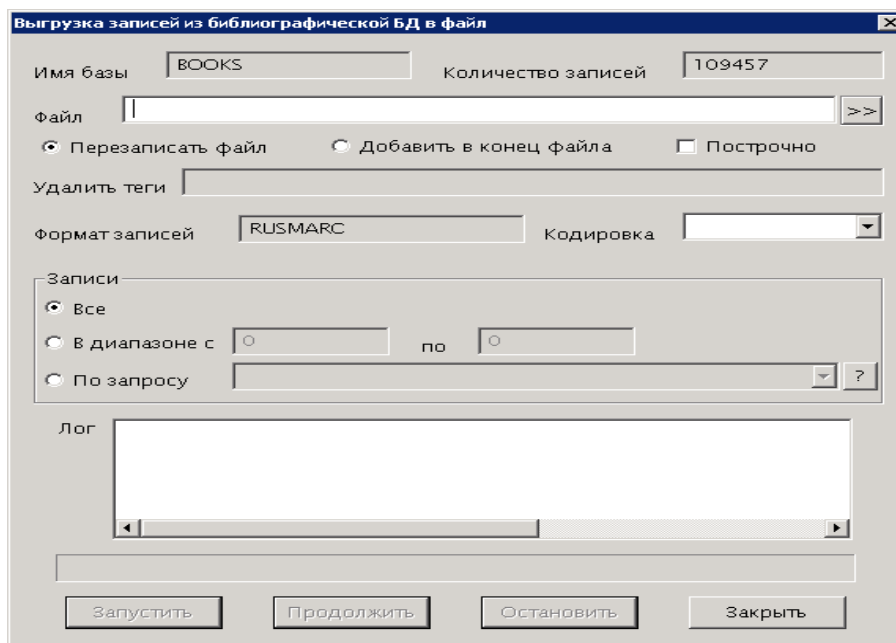 Выгрузка записей из библиографической БД в файл
Имя базы BOOKS Количество записей 109457
Файл >>
Перезаписать файл Добавить в конец файла Построчно
Удалить теги
Формат записей RUSMARC Кодировка
Записи
Все
В диапазоне с 0 по 0
По запросу ?
Лог
Запустить Продолжить Остановить Закрыть